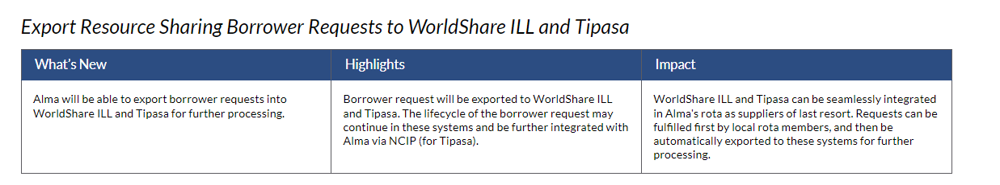 Export Resource Sharing Borrower Requests to WorldShare ILL and Tipasa
What's New
Highlights
Impact
Alma will be able to export borrower requests into
WorldShare ILL and Tipasa for further processing.
Borrower request will be exported to WorldShare ILL
and Tipasa. The lifecycle of the borrower request may
continue in these systems and be further integrated with
Alma via NCIP (for Tipasa).
WorldShare ILL and Tipasa can be seamlessly integrated
in Alma's rota as suppliers of last resort. Requests can be
fulfilled first by local rota members, and then be
automatically exported to these systems for further
processing.